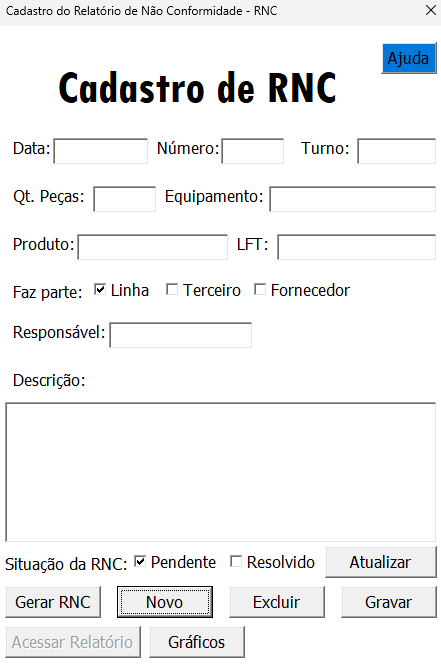 Cadastro do Relatório de Não Conformidade - RNC
Ajuda
Cadastro de RNC
Data: Número: Turno:
Qt. Peças: Equipamento:
Produto: LFT:
Faz parte: Linha Terceiro Fornecedor
Responsável:
Descrição:
Situação da RNC: Pendente Resolvido Atualizar
Gerar RNC Novo Excluir Gravar
Acessar Relatório Gráficos